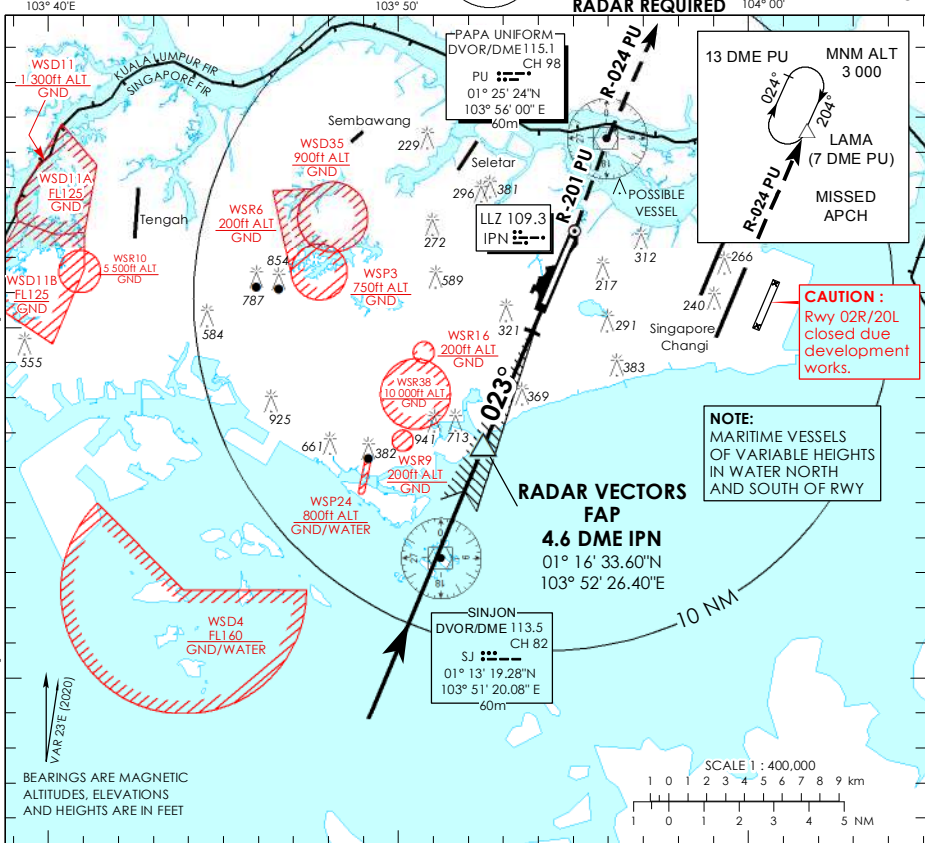 103° 40'
103° 50'
RADAR REQUIRED
104° 00'
WSD11
1 300ft ALT
GND
KUALA LUMPUR FIR
SINGAPORE FIR
PAPA UNIFORM
DVOR/DME 115.1
CH 98
PU
01° 25' 24"N
103° 56' 00" E
60m
R-024 PU
13 DME PU
MNM ALT
3 000
024°
204°
LAMA
(7 DME PU)
R-024 PU
MISSED
APCH
Sembawang
229
WSD35
900ft ALT
GND
Seletar
296
381
R-201 PU
POSSIBLE
VESSEL
WSD11A
FL125
GND
Tengah
WSR6
200ft ALT
GND
LLZ 109.3
IPN
272
312
266
WSR10
5 500ft ALT
GND
854
787
WSP3
750ft ALT
GND
589
217
240
WSD11B
FL125
GND
CAUTION :
Rwy 02R/20L
closed due
development
works.
584
321
291
Singapore
Changi
555
WSR16
200ft ALT
GND
383
WSR38
10 000ft ALT
GND
023°
369
925
941
713
NOTE:
MARITIME VESSELS
OF VARIABLE HEIGHTS
IN WATER NORTH
AND SOUTH OF RWY
661
382
WSR9
200ft ALT
GND
WSP24
800ft ALT
GND/WATER
RADAR VECTORS
FAP
4.6 DME IPN
01° 16' 33.60"N
103° 52' 26.40"E
0
9
18
27
10 NM
WSD4
FL160
GND/WATER
SINJON
DVOR/DME 113.5
CH 82
SJ
01° 13' 19.28"N
103° 51' 20.08" E
60m
VAR 23'E (2020)
BEARINGS ARE MAGNETIC
ALTITUDES, ELEVATIONS
AND HEIGHTS ARE IN FEET
SCALE 1 : 400,000
1 0 1 2 3 4 5 6 7 8 9 km
1 0 1 2 3 4 5 NM